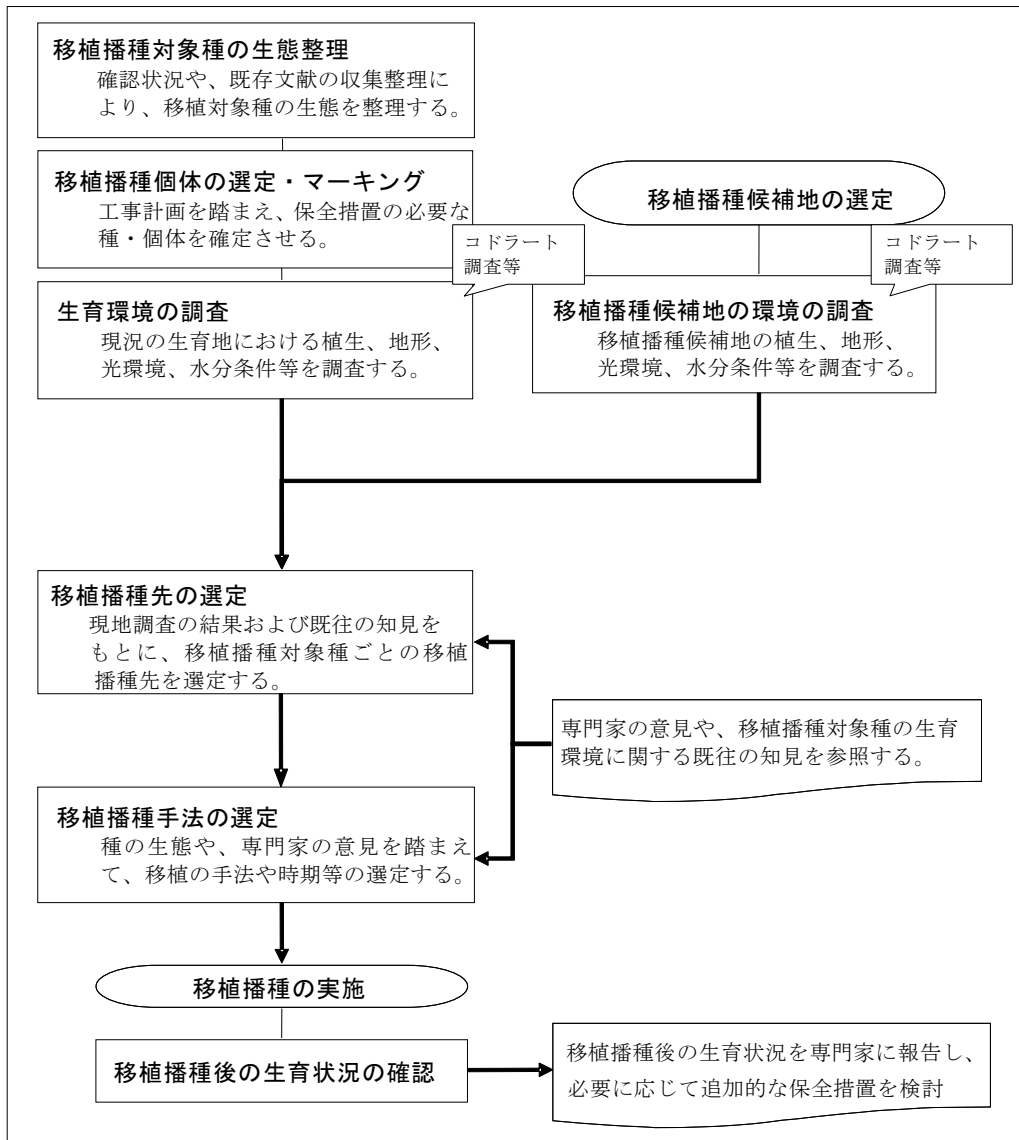 移植播種対象種の生態整理
確認状況や、既存文献の収集整理に
より、移植対象種の生態を整理する。
移植播種個体の選定・マーキング
工事計画を踏まえ、保全措置の必要な
種・個体を確定させる。
移植播種候補地の選定
コドラート
調査等
コドラート
調査等
生育環境の調査
現況の生育地における植生、地形、
光環境、水分条件等を調査する。
移植播種候補地の環境の調査
移植播種候補地の植生、地形、
光環境、水分条件等を調査する。
移植播種先の選定
現地調査の結果および既往の知見を
もとに、移植播種対象種ごとの移植
播種先を選定する。
専門家の意見や、移植播種対象種の生育
環境に関する既往の知見を参照する。
移植播種手法の選定
種の生態や、専門家の意見を踏まえ
て、移植の手法や時期等の選定する。
移植播種の実施
移植播種後の生育状況の確認
移植播種後の生育状況を専門家に報告し、
必要に応じて追加的な保全措置を検討